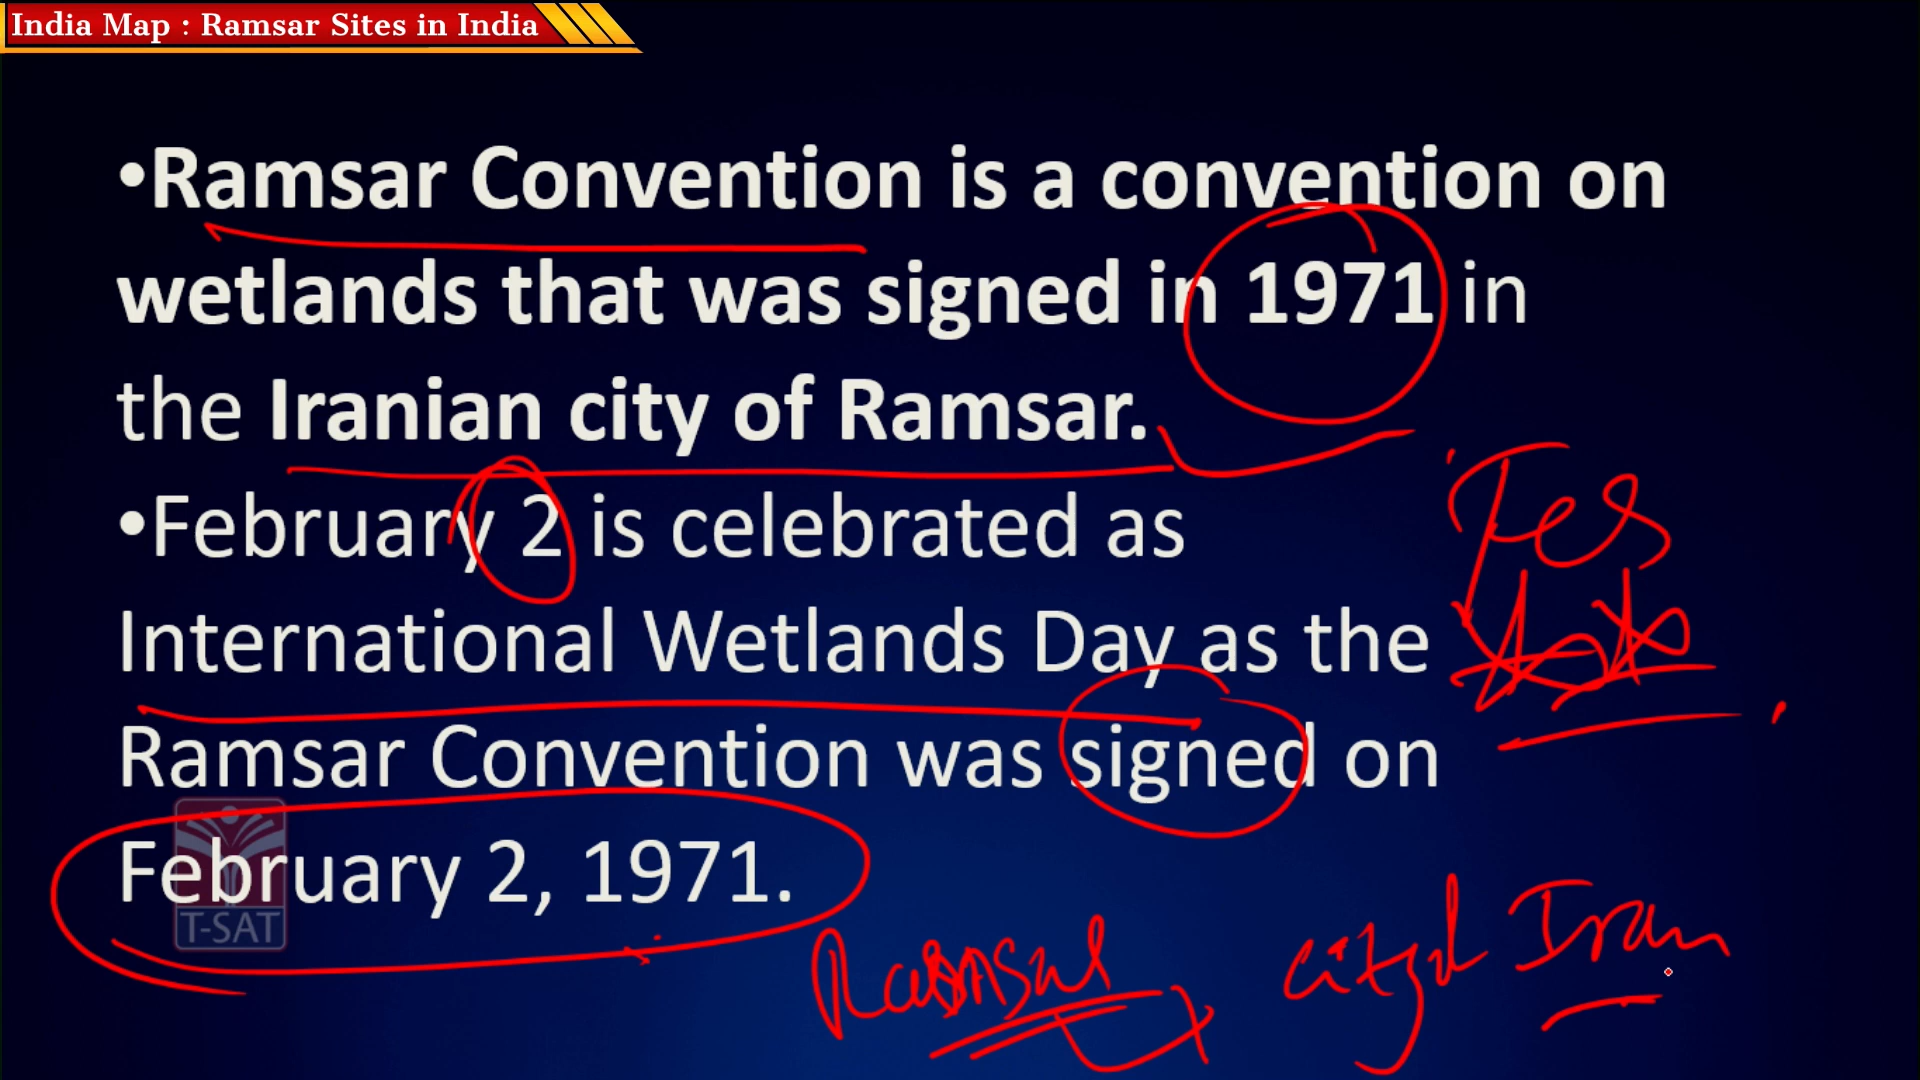 India Map : Ramsar Sites in India
•Ramsar Convention is a convention on
wetlands that was signed in 1971 in
the Iranian city of Ramsar.
•February 2 is celebrated as
International Wetlands Day as the
Ramsar Convention was signed on
February 2, 1971.
T-SAT
Ramsar
Iran